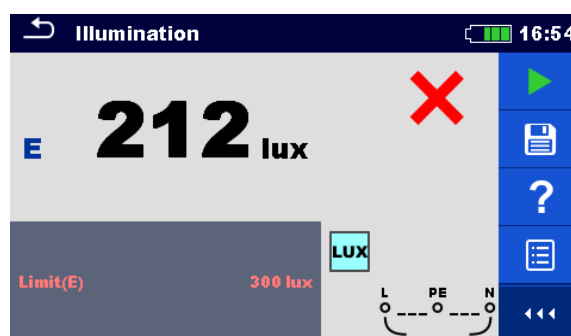 Illumination 16:54
E 212 lux
?
LUX
Limit(E) 300 lux
L PE N